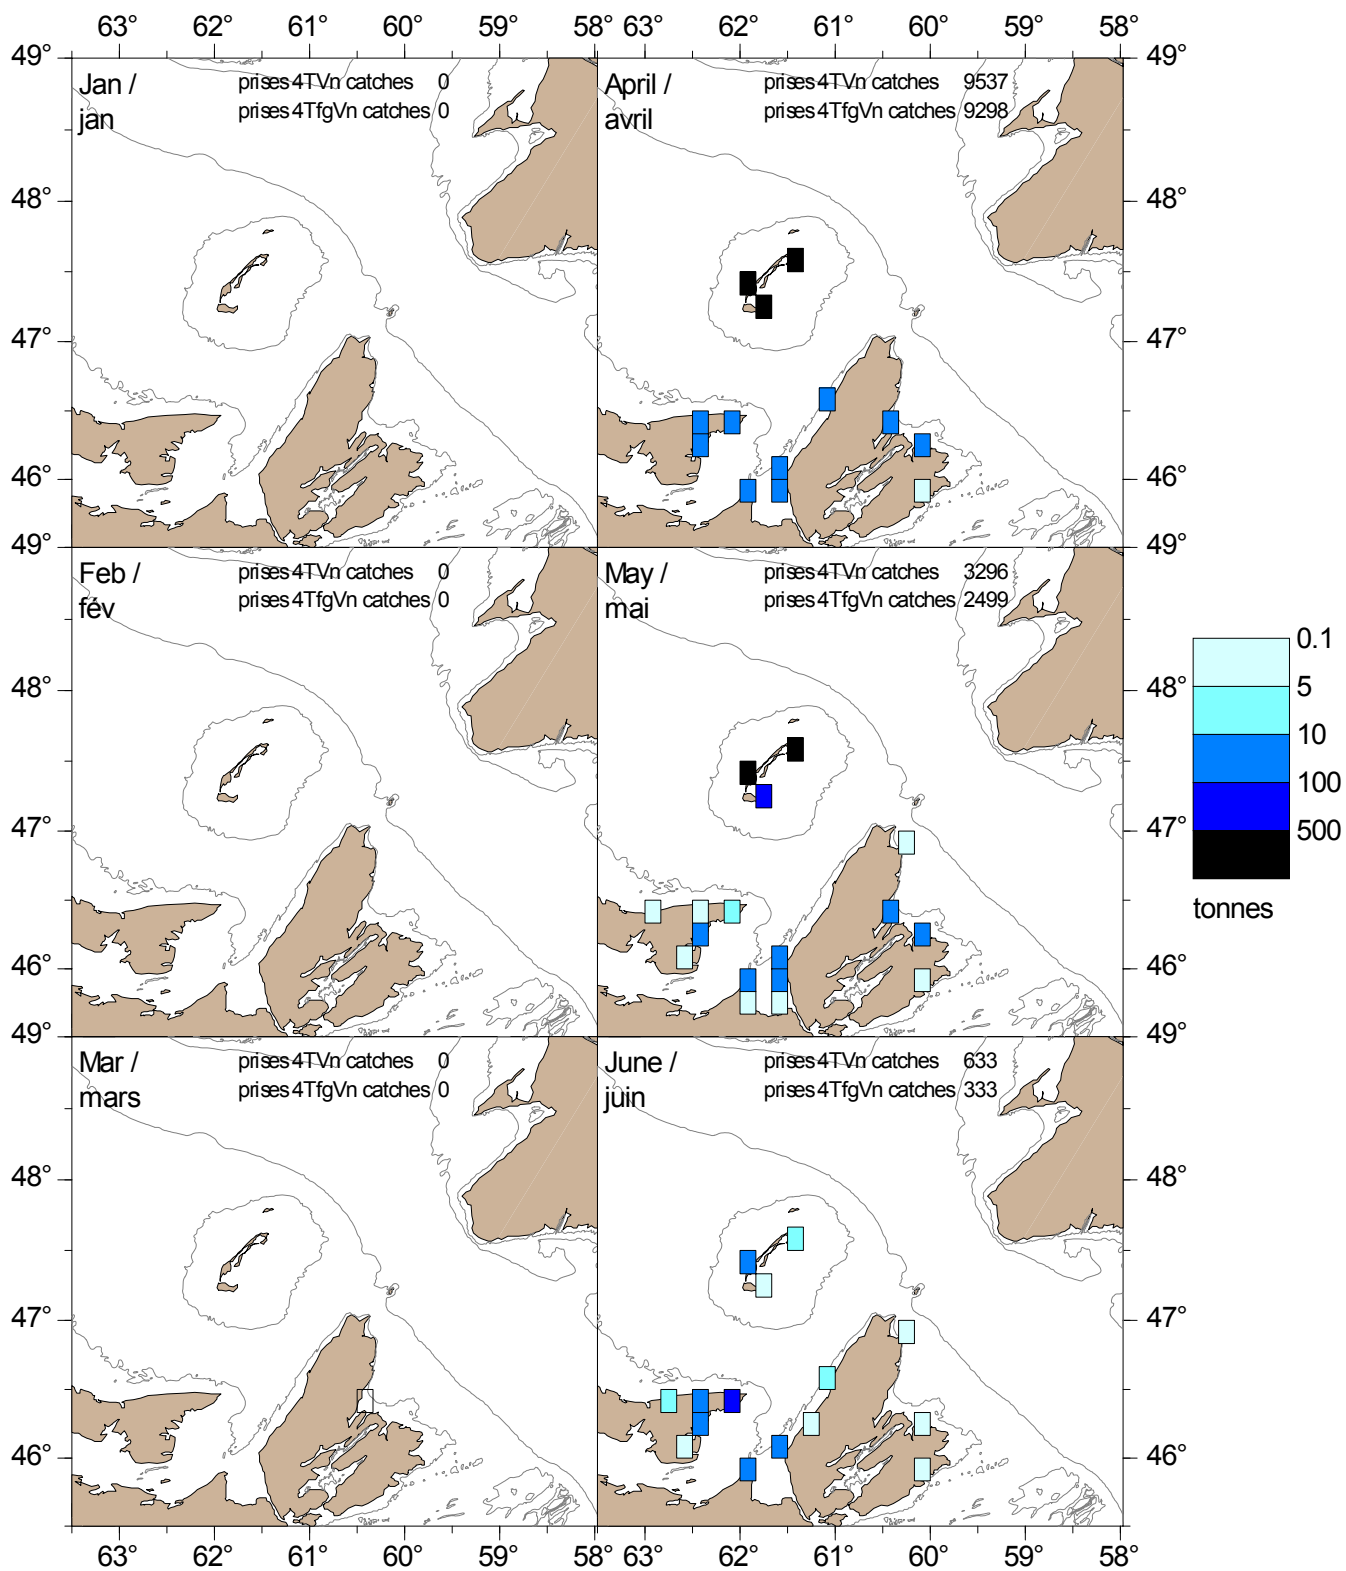 63° 62° 61° 60° 59° 63° 62° 61° 60° 59° 58°
49° 49°
Jan / prises 4TVn catches 0
jan prises 4TfgVn catches 0
April / prises 4TVn catches 9537
avril prises 4TfgVn catches 9298
48° 48°
47° 47°
46° 46°
49° 49°
Feb / prises 4TVn catches 0
fév prises 4TfgVn catches 0
May / prises 4TVn catches 3296
mai prises 4TfgVn catches 2499
0.1
5
10
100
500
tonnes
48° 48°
47° 47°
46° 46°
49° 49°
Mar / prises 4TVn catches 0
mars prises 4TfgVn catches 0
June / prises 4TVn catches 633
juin prises 4TfgVn catches 333
48° 48°
47° 47°
46° 46°
63° 62° 61° 60° 59° 58° 63° 62° 61° 60° 59° 58°